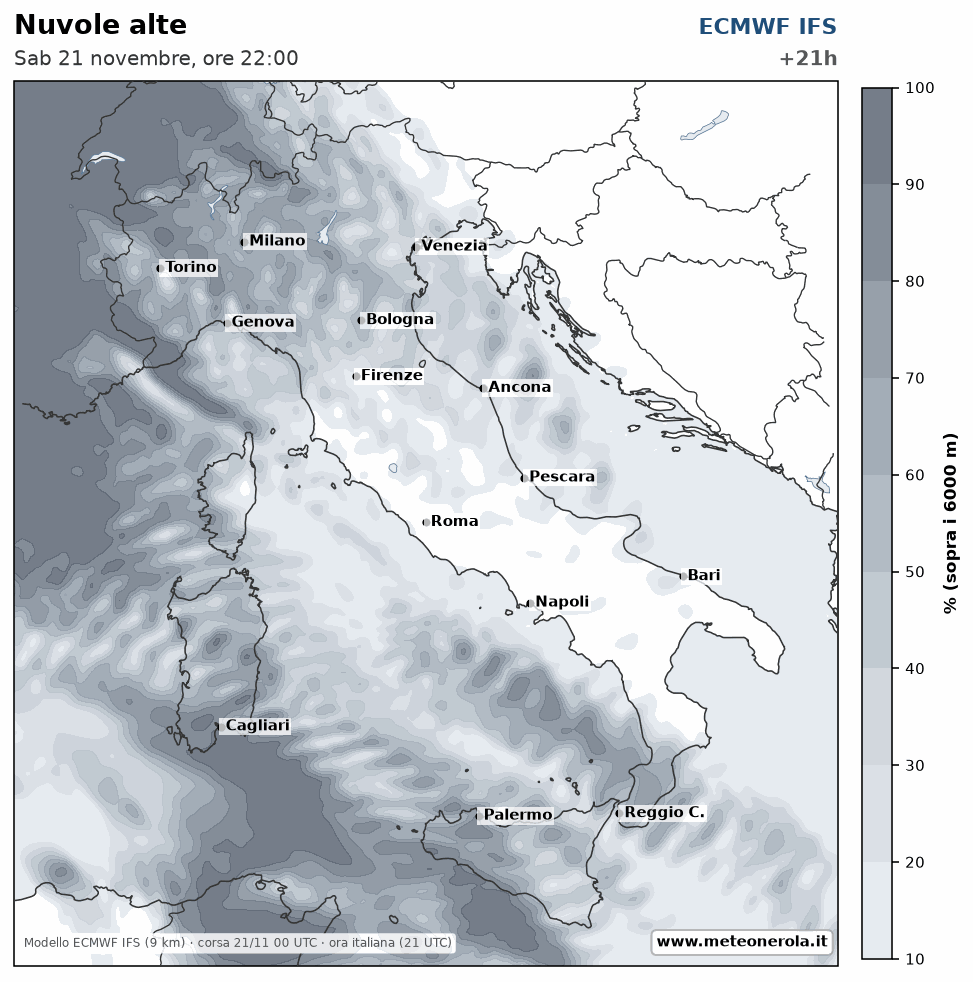 Nuvole alte
ECMWF IFS
Sab 21 novembre, ore 22:00
+21h
Milano
Venezia
Torino
Genova
Bologna
Firenze
Ancona
Pescara
Roma
Bari
Napoli
Cagliari
Palermo
Reggio C.
Modello ECMWF IFS (9 km) · corsa 21/11 00 UTC · ora italiana (21 UTC)
www.meteonerola.it
100
90
80
70
60
50
40
30
20
10
% (sopra i 6000 m)